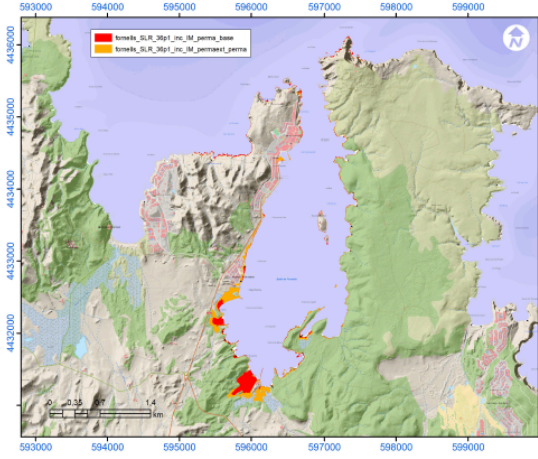 593000 594000 595000 596000 597000 598000 599000
fornells_SLR_36p1_inc_IM_perma_base
fornells_SLR_36p1_inc_IM_permaest_perma
N
4436000
4435000
4434000
4433000
4432000
0 0,35 0,7 1,4
km
593000 594000 595000 596000 597000 598000 599000